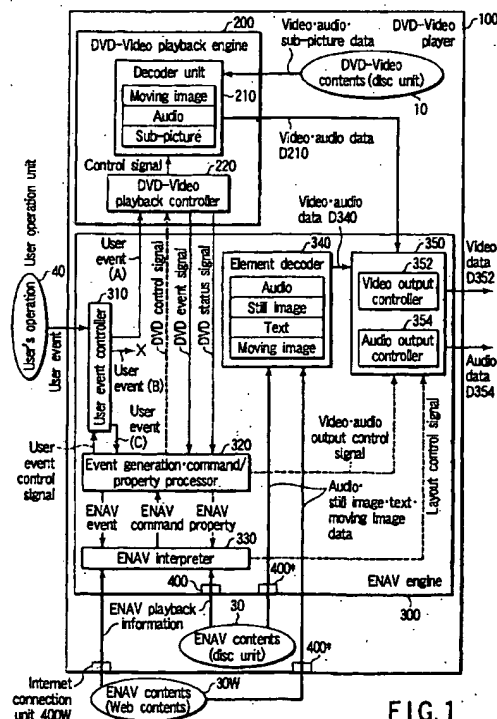 200
100
DVD-Video playback engine
Video·audio·
sub-picture data
DVD-Video
player
Decoder unit
Moving image
210
Audio
Sub-picture
DVD-Video
contents (disc unit)
10
Control signal
220
DVD-Video
playback controller
Video·audio data
D210
User operation unit
User event
(A)
DVD control signal
DVD event signal
DVD status signal
340
Video·audio
data D340
350
Element decoder
Audio
Still image
Text
Moving image
352
Video output
controller
354
Audio output
controller
Video
data D352
Audio
data D354
40
User's operation
User event
310
User event controller
X
User
event (B)
User event
(C)
User
event control
signal
320
Event generation·command/
property processor
Video·audio
output control
signal
Layout control signal
ENAV
event
ENAV
command
ENAV
property
Audio·
still image·text·
moving image
data
330
ENAV interpreter
400
400*
ENAV engine
300
ENAV playback
information
30
ENAV contents
(disc unit)
400*
Internet
connection
unit 400W
ENAV contents
(Web contents)
30W
FIG. 1